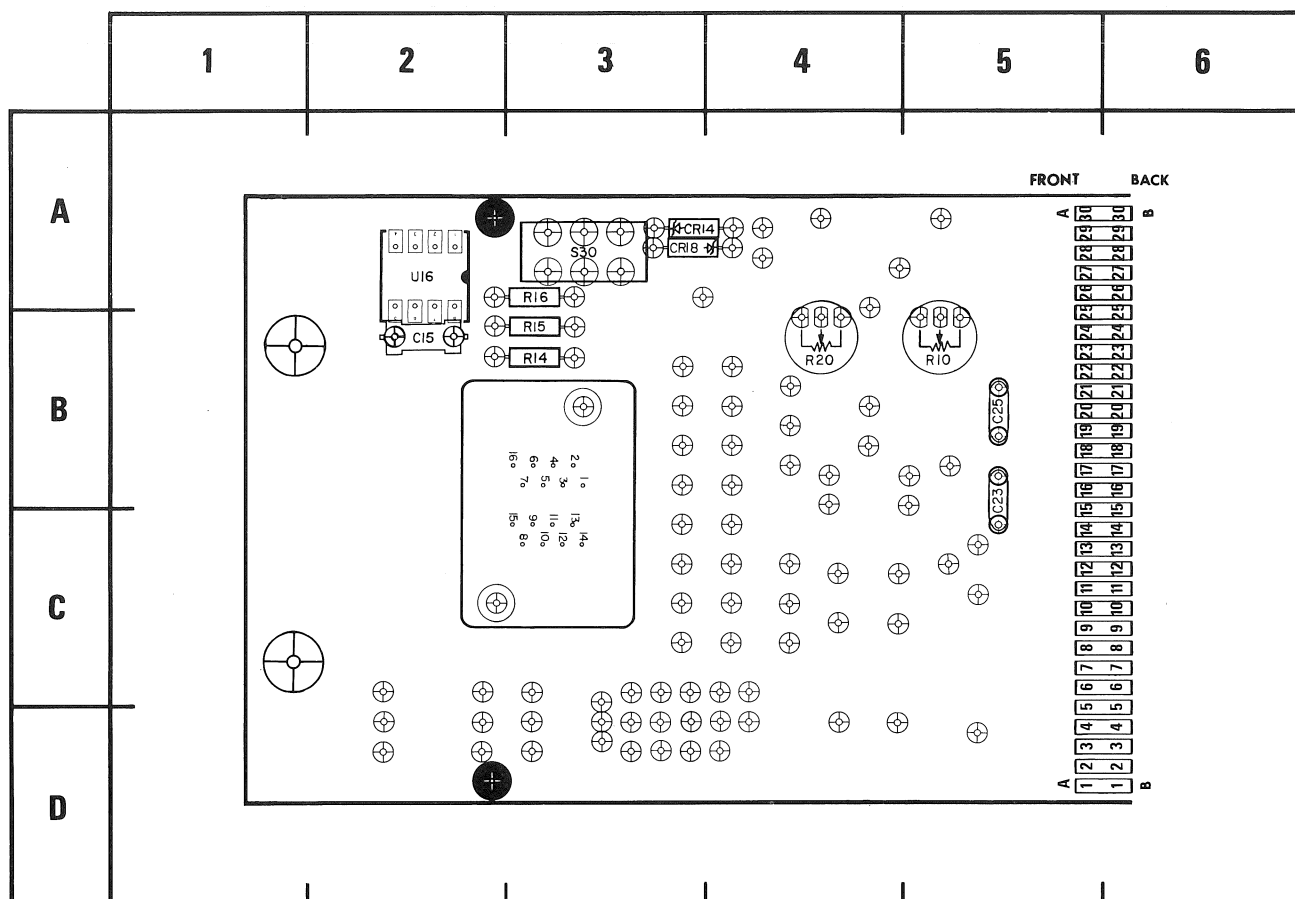 1 2 3 4 5 6
FRONT BACK
A
A 30 30 B
29 29
28 28
27 27
26 26
25 25
24 24
23 23
22 22
21 21
20 20
19 19
18 18
17 17
16 16
15 15
14 14
13 13
12 12
11 11
10 10
9 9
8 8
7 7
6 6
5 5
4 4
3 3
2 2
A 1 1 B
U16
S30
CR14
CR18
R16
C15
R15
R14
R20
R10
B
C25
C23
16 6 4 2
7 5 3 1
15 9 11 13
8 10 12 14
C
D